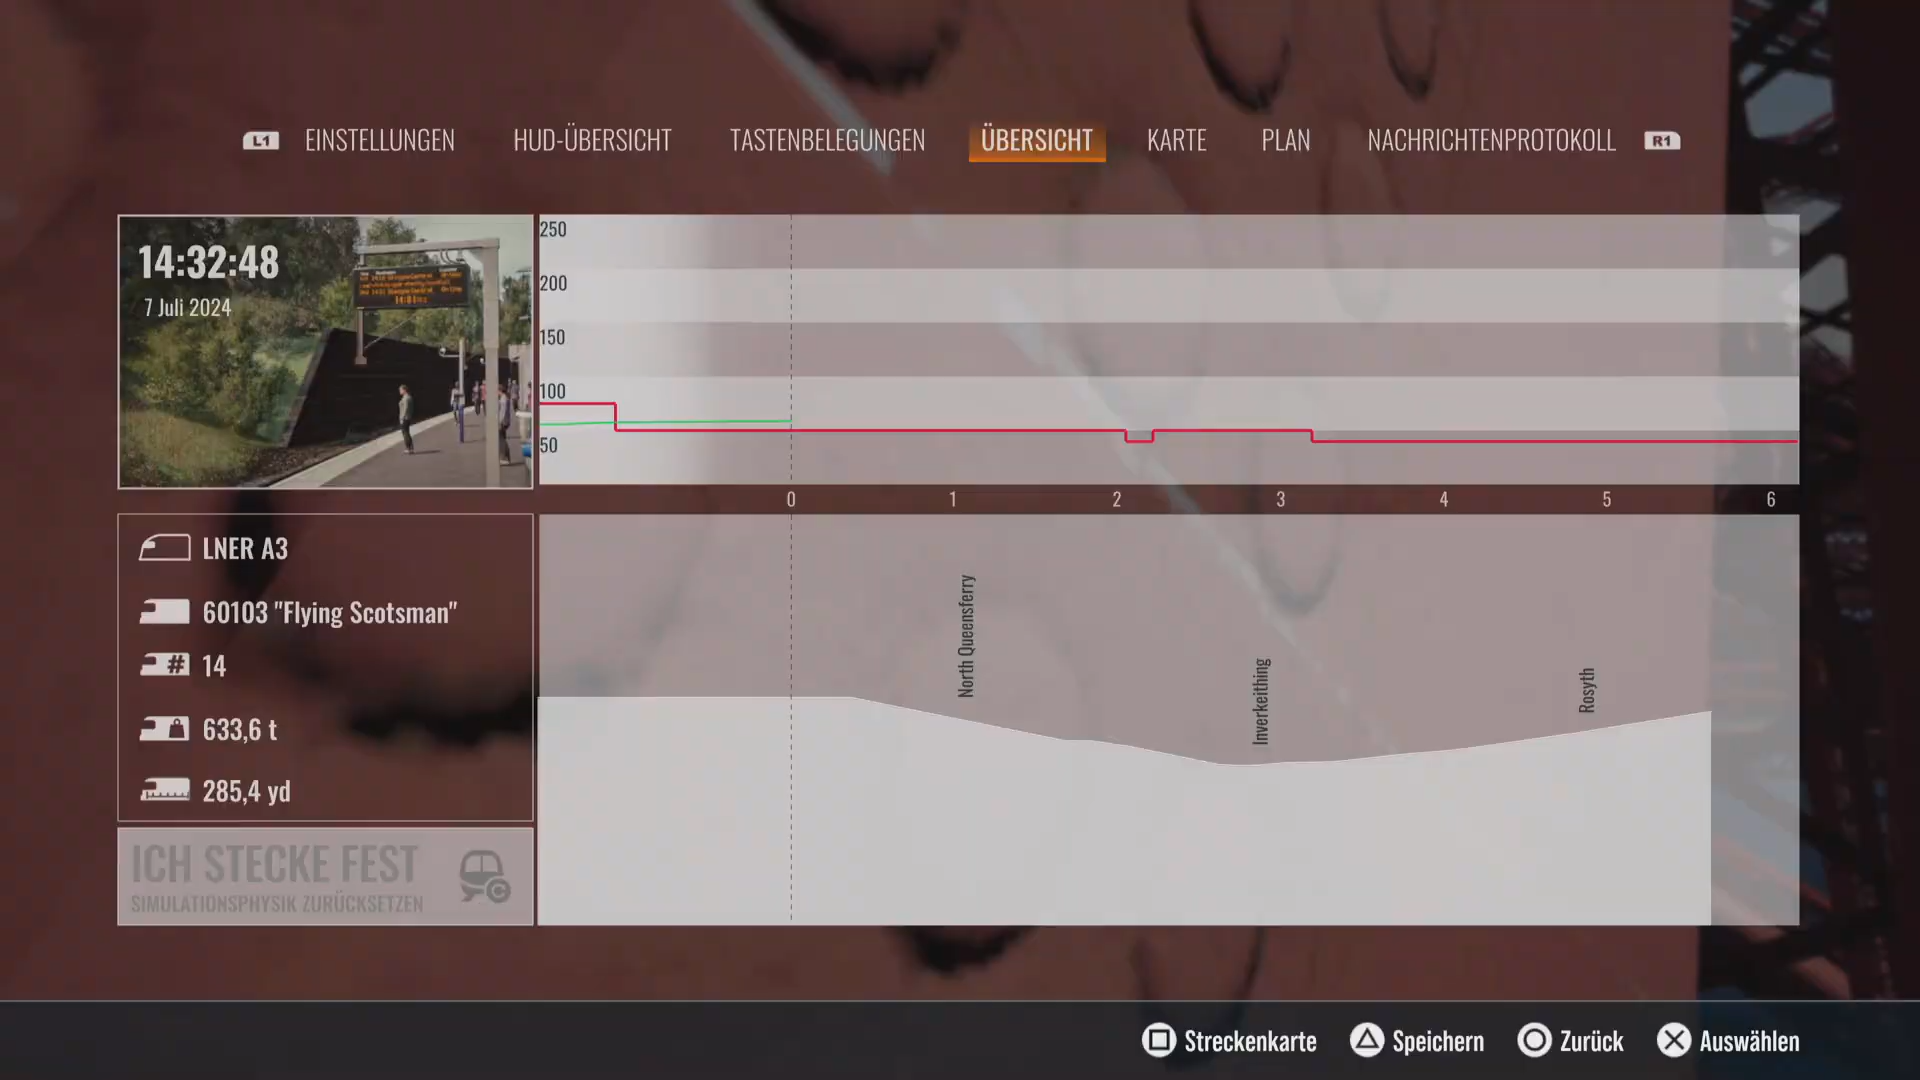 L1 EINSTELLUNGEN HUD-ÜBERSICHT TASTENBELEGUNGEN ÜBERSICHT KARTE PLAN NACHRICHTENPROTOKOLL R1
14:32:48
7 Juli 2024
250
200
150
100
50
0 1 2 3 4 5 6
LNER A3
60103 "Flying Scotsman"
# 14
633,6 t
285,4 yd
North Queensferry
Inverkeithing
Rosyth
ICH STECKE FEST
SIMULATIONSPHYSIK ZURÜCKSETZEN
Streckenkarte Speichern Zurück Auswählen